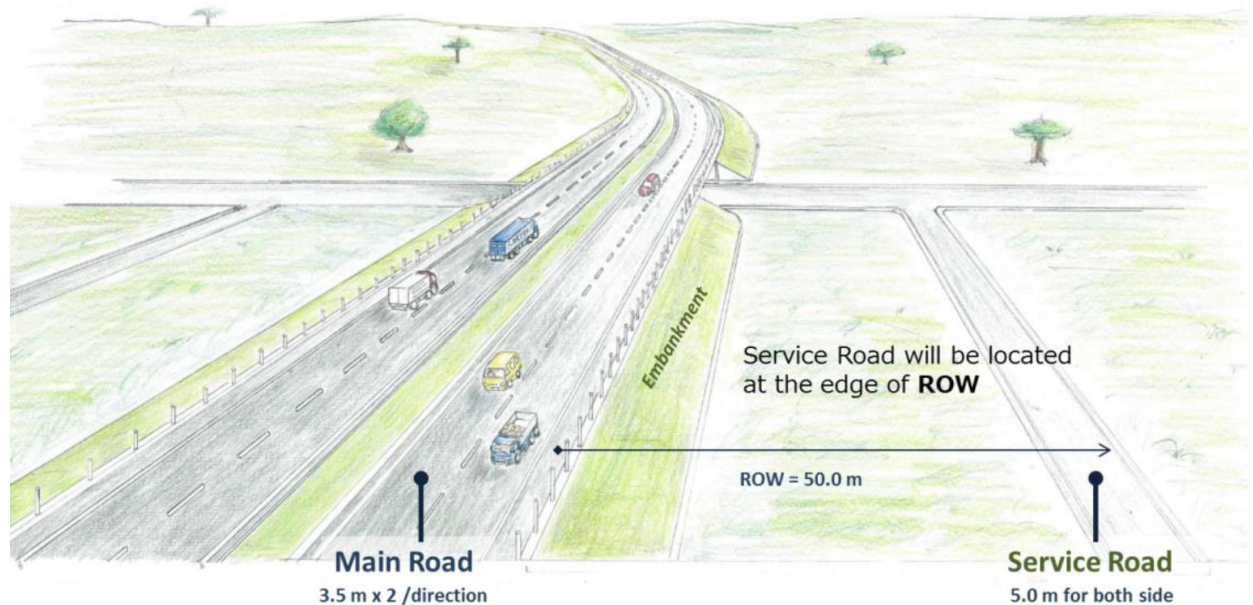 Embankment
Service Road will be located
at the edge of ROW
ROW = 50.0 m
Main Road
3.5 m x 2 /direction
Service Road
5.0 m for both side